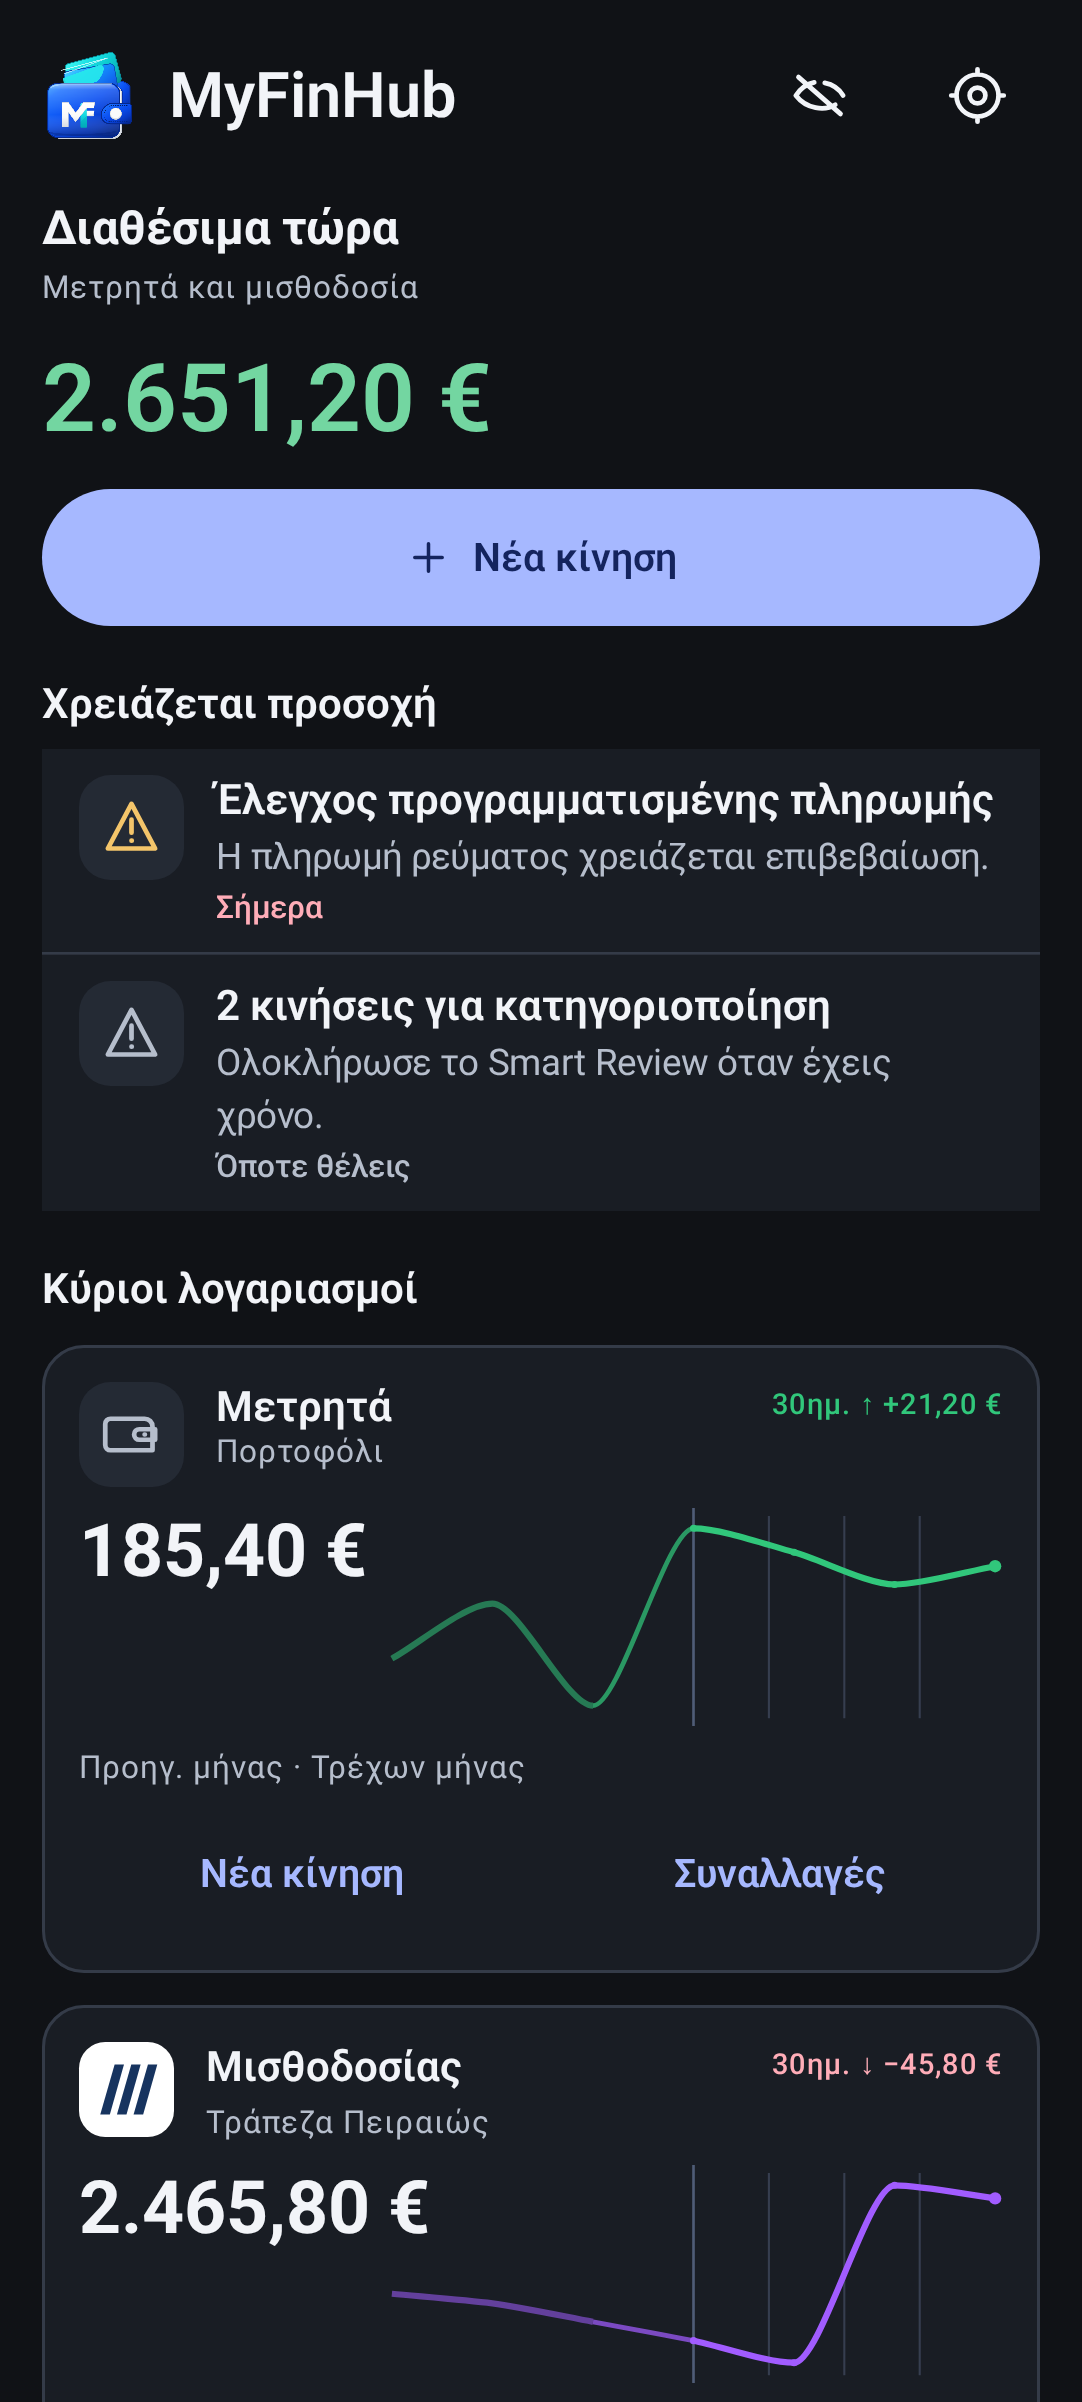 MF
MyFinHub
Διαθέσιμα τώρα
Μετρητά και μισθοδοσία
2.651,20 €
+ Νέα κίνηση
Χρειάζεται προσοχή
Έλεγχος προγραμματισμένης πληρωμής
Η πληρωμή ρεύματος χρειάζεται επιβεβαίωση.
Σήμερα
2 κινήσεις για κατηγοριοποίηση
Ολοκλήρωσε το Smart Review όταν έχεις
χρόνο.
Όποτε θέλεις
Κύριοι λογαριασμοί
Μετρητά
30ημ. ↑ +21,20 €
Πορτοφόλι
185,40 €
Προηγ. μήνας · Τρέχων μήνας
Νέα κίνηση
Συναλλαγές
Μισθοδοσίας
30ημ. ↓ −45,80 €
Τράπεζα Πειραιώς
2.465,80 €